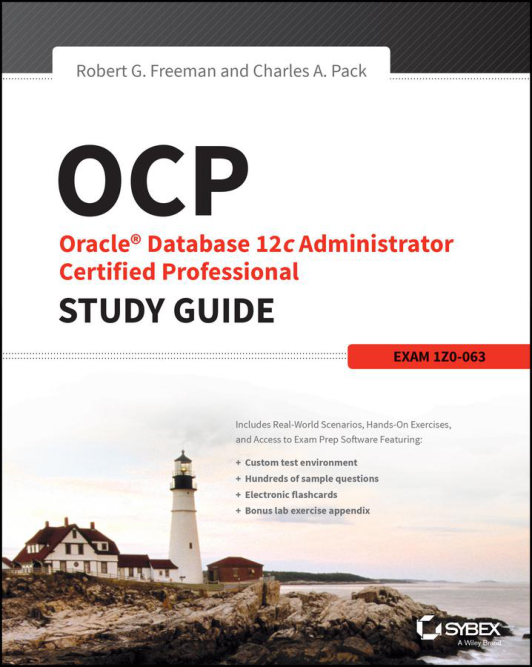 Robert G. Freeman and Charles A. Pack
OCP
Oracle® Database 12c Administrator
Certified Professional
STUDY GUIDE
EXAM 1Z0-063
Includes Real-World Scenarios, Hands-On Exercises,
and Access to Exam Prep Software Featuring:
+ Custom test environment
+ Hundreds of sample questions
+ Electronic flashcards
+ Bonus lab exercise appendix
SYBEX
A Wiley Brand